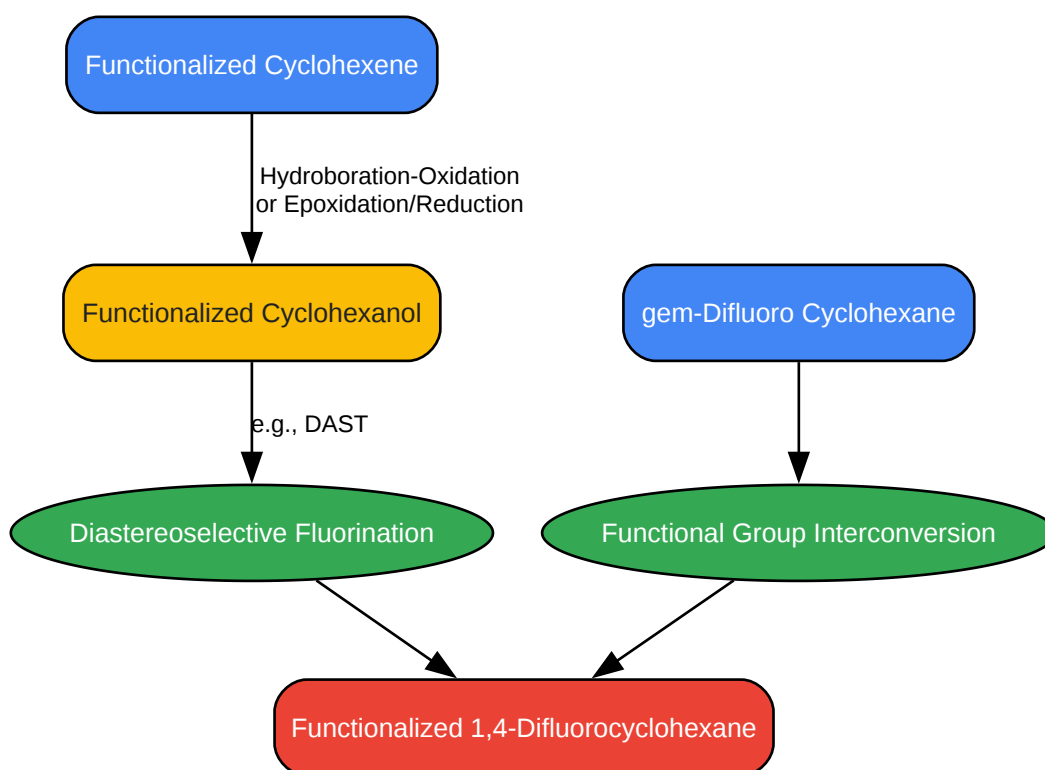 Functionalized Cyclohexene
Hydroboration-Oxidation
or Epoxidation/Reduction
Functionalized Cyclohexanol
gem-Difluoro Cyclohexane
e.g., DAST
Diastereoselective Fluorination
Functional Group Interconversion
Functionalized 1,4-Difluorocyclohexane